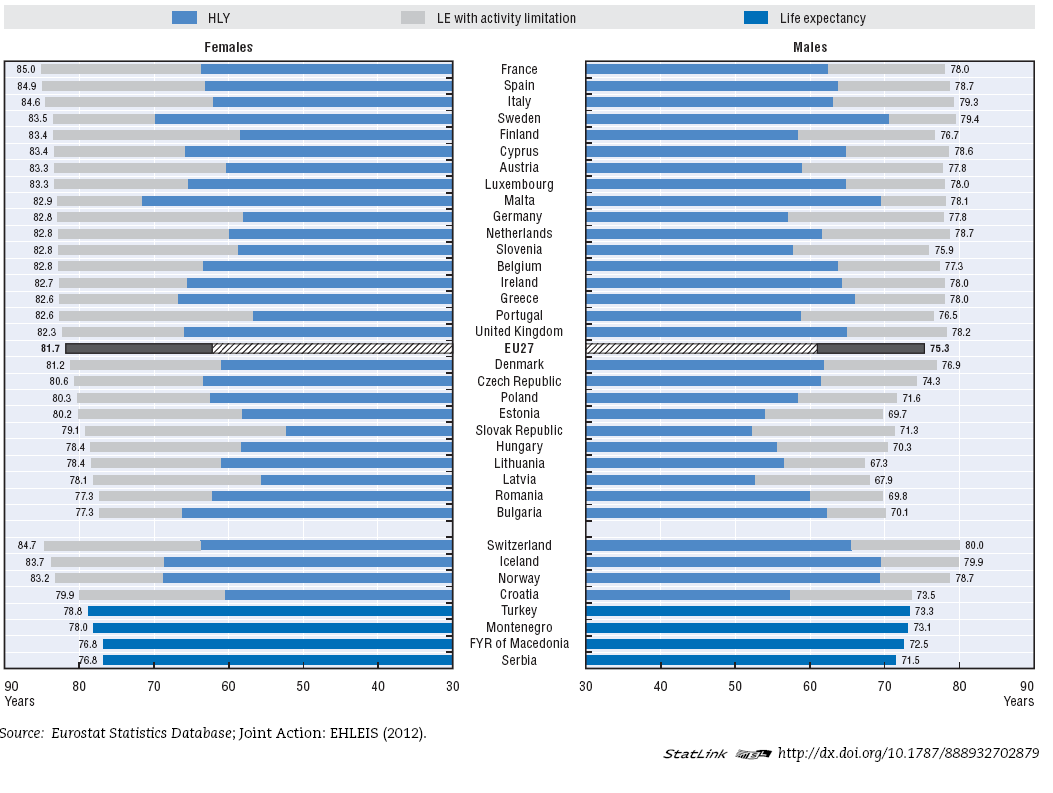 HLY LE with activity limitation Life expectancy
Females Males
85.0 France 78.0
84.9 Spain 78.7
84.6 Italy 79.3
83.5 Sweden 79.4
83.4 Finland 76.7
83.4 Cyprus 78.6
83.3 Austria 77.8
83.3 Luxembourg 78.0
82.9 Malta 78.1
82.8 Germany 77.8
82.8 Netherlands 78.7
82.8 Slovenia 75.9
82.8 Belgium 77.3
82.7 Ireland 78.0
82.6 Greece 78.0
82.6 Portugal 76.5
82.3 United Kingdom 78.2
81.7 EU27 75.3
81.2 Denmark 76.9
80.6 Czech Republic 74.3
80.3 Poland 71.6
80.2 Estonia 69.7
79.1 Slovak Republic 71.3
78.4 Hungary 70.3
78.4 Lithuania 67.3
78.1 Latvia 67.9
77.3 Romania 69.8
77.3 Bulgaria 70.1
84.7 Switzerland 80.0
83.7 Iceland 79.9
83.2 Norway 78.7
79.9 Croatia 73.5
78.8 Turkey 73.3
78.0 Montenegro 73.1
76.8 FYR of Macedonia 72.5
76.8 Serbia 71.5
90 80 70 60 50 40 30 30 40 50 60 70 80 90
Years Years
Source: Eurostat Statistics Database; Joint Action: EHLEIS (2012).
StatLink http://dx.doi.org/10.1787/888932702879